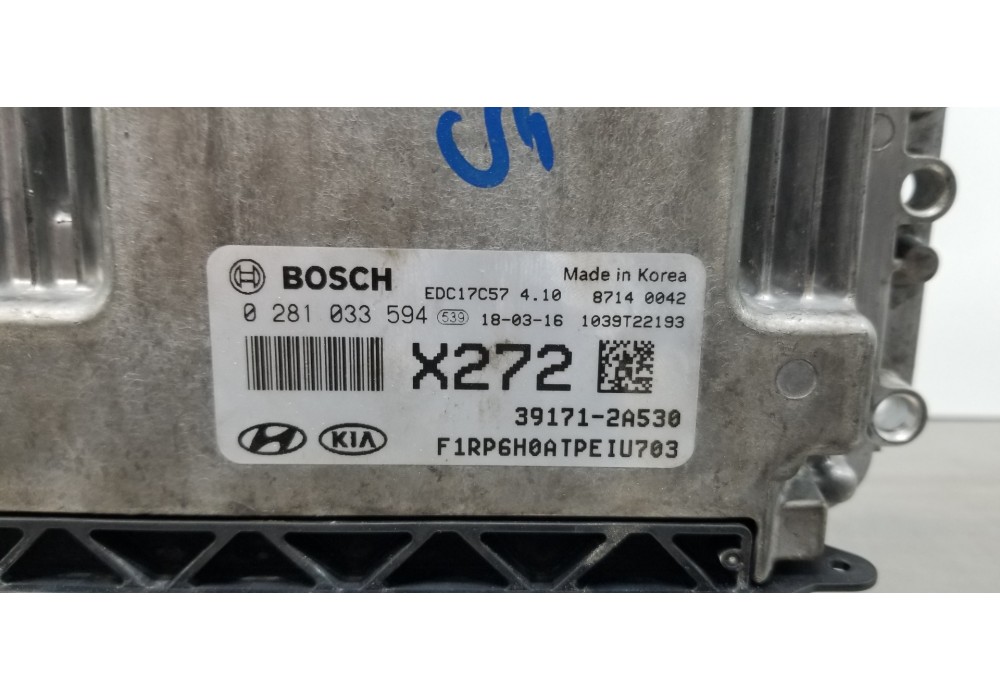 BOSCH Made in Korea
EDC17C57 4.10 8714 0042
0 281 033 594 539 18-03-16 1039T22193
X272
39171-2A530
KIA F1RP6H0ATPEIU703